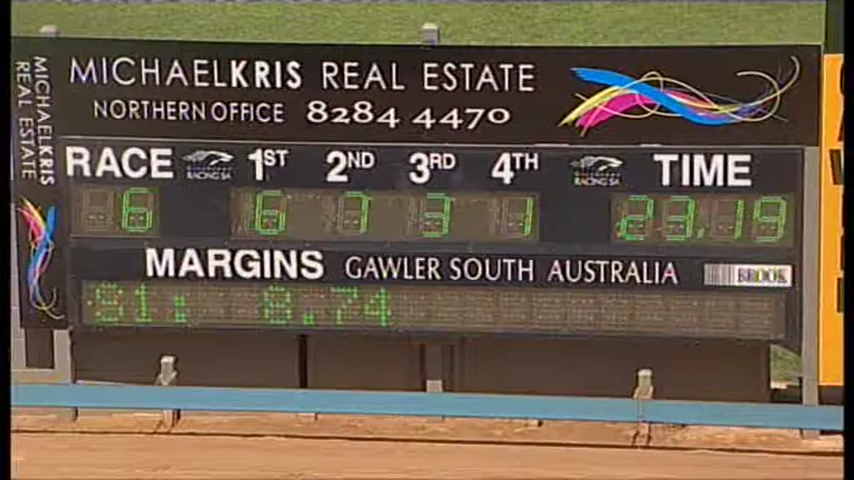 MICHAELKRIS REAL ESTATE
NORTHERN OFFICE 8284 4470
MICHAELKRIS
REAL ESTATE
RACE 1ST 2ND 3RD 4TH TIME
RACING SA
RACING SA
6 6 7 3 1 23.19
MARGINS GAWLER SOUTH AUSTRALIA BROOK
S1: 8.74